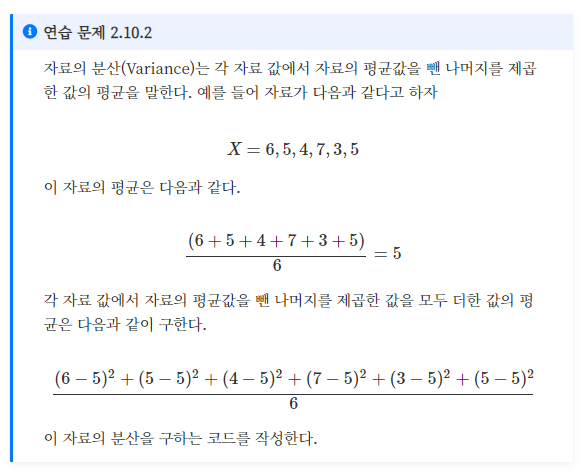 연습 문제 2.10.2
자료의 분산(Variance)는 각 자료 값에서 자료의 평균값을 뺀 나머지를 제곱
한 값의 평균을 말한다. 예를 들어 자료가 다음과 같다고 하자
X = 6, 5, 4, 7, 3, 5
이 자료의 평균은 다음과 같다.
(6 + 5 + 4 + 7 + 3 + 5)
6
= 5
각 자료 값에서 자료의 평균값을 뺀 나머지를 제곱한 값을 모두 더한 값의 평
균은 다음과 같이 구한다.
(6 − 5)² + (5 − 5)² + (4 − 5)² + (7 − 5)² + (3 − 5)² + (5 − 5)²
6
이 자료의 분산을 구하는 코드를 작성한다.